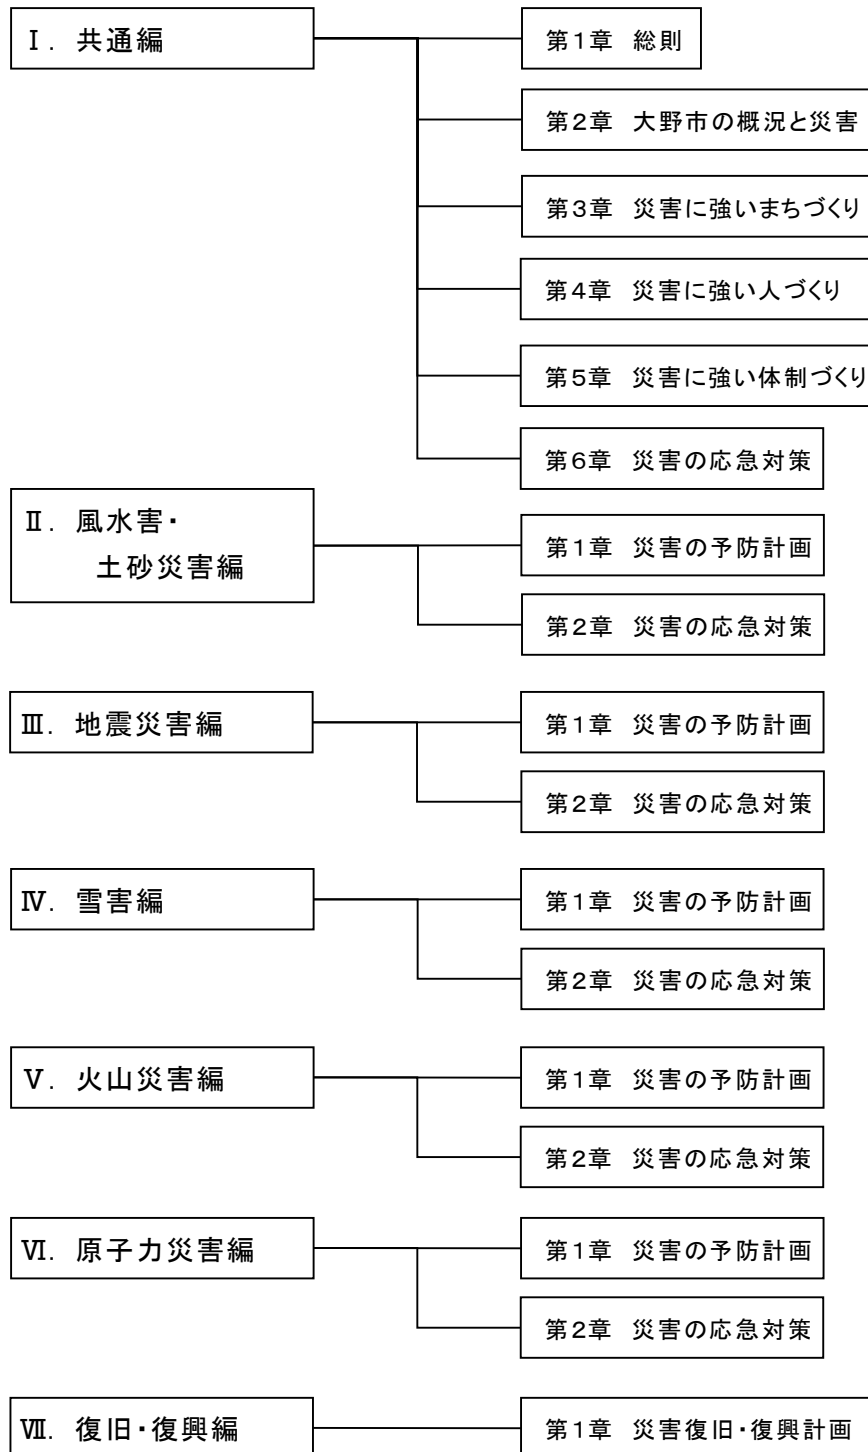 Ⅰ. 共通編
第1章 総則
第2章 大野市の概況と災害
第3章 災害に強いまちづくり
第4章 災害に強い人づくり
第5章 災害に強い体制づくり
第6章 災害の応急対策
Ⅱ. 風水害・
土砂災害編
第1章 災害の予防計画
第2章 災害の応急対策
Ⅲ. 地震災害編
第1章 災害の予防計画
第2章 災害の応急対策
Ⅳ. 雪害編
第1章 災害の予防計画
第2章 災害の応急対策
Ⅴ. 火山災害編
第1章 災害の予防計画
第2章 災害の応急対策
Ⅵ. 原子力災害編
第1章 災害の予防計画
第2章 災害の応急対策
Ⅶ. 復旧・復興編
第1章 災害復旧・復興計画